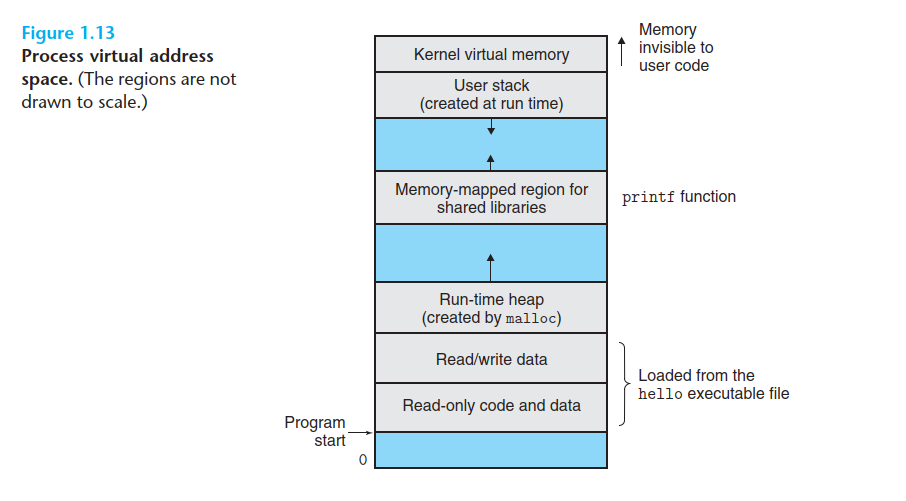 Figure 1.13
Process virtual address
space. (The regions are not
drawn to scale.)
Kernel virtual memory
Memory
invisible to
user code
User stack
(created at run time)
Memory-mapped region for
shared libraries
printf function
Run-time heap
(created by malloc)
Read/write data
Loaded from the
hello executable file
Read-only code and data
Program
start
0